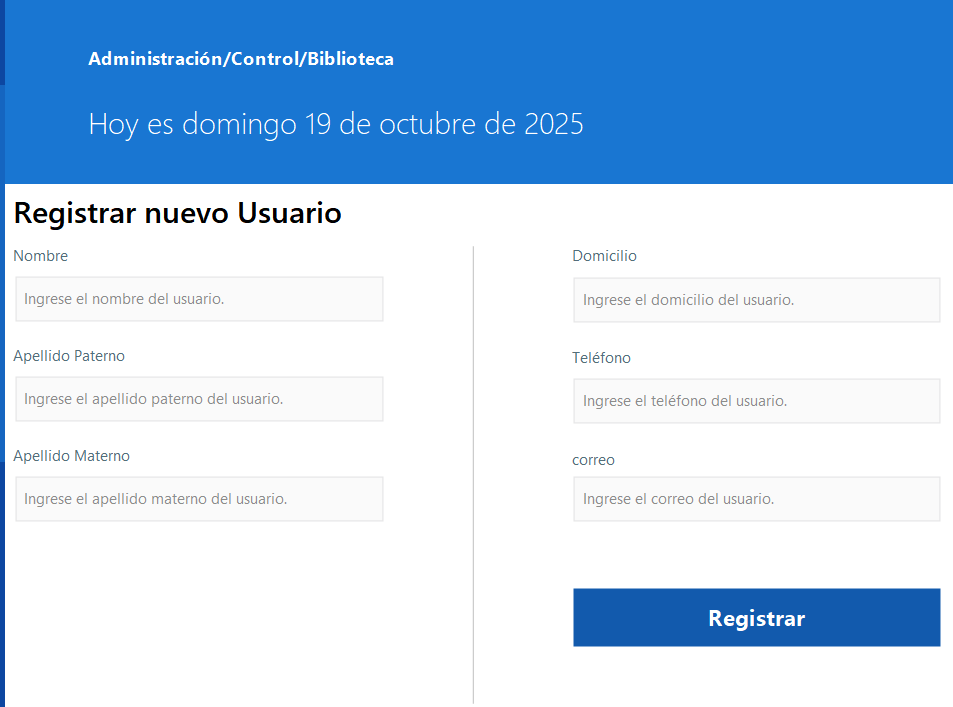 Administración/Control/Biblioteca
Hoy es domingo 19 de octubre de 2025
Registrar nuevo Usuario
Nombre
Ingrese el nombre del usuario.
Apellido Paterno
Ingrese el apellido paterno del usuario.
Apellido Materno
Ingrese el apellido materno del usuario.
Domicilio
Ingrese el domicilio del usuario.
Teléfono
Ingrese el teléfono del usuario.
correo
Ingrese el correo del usuario.
Registrar